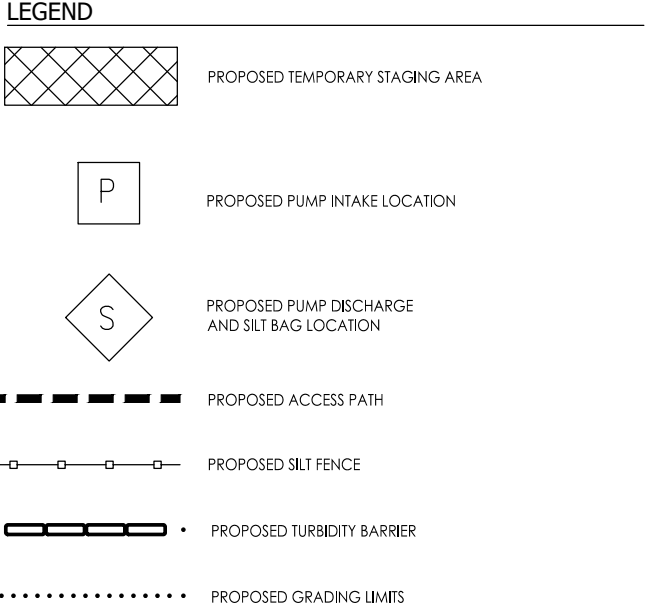 LEGEND
PROPOSED TEMPORARY STAGING AREA
P
PROPOSED PUMP INTAKE LOCATION
S
PROPOSED PUMP DISCHARGE
AND SILT BAG LOCATION
PROPOSED ACCESS PATH
PROPOSED SILT FENCE
PROPOSED TURBIDITY BARRIER
PROPOSED GRADING LIMITS